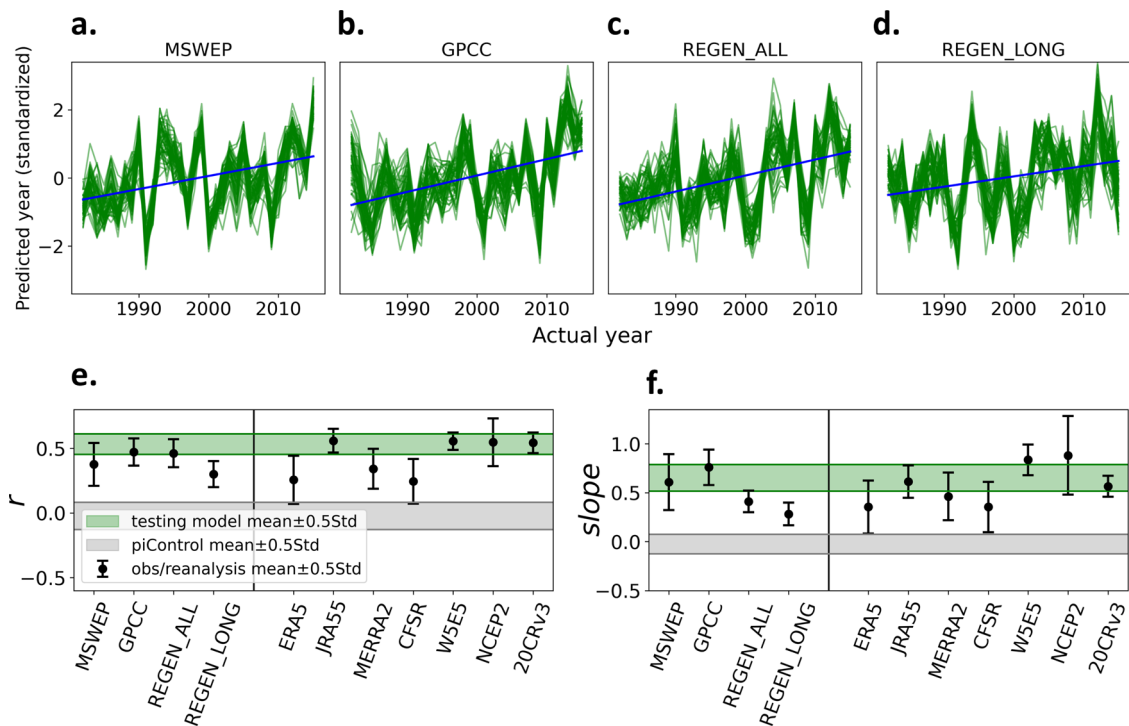 a.
b.
c.
d.
MSWEP
GPCC
REGEN_ALL
REGEN_LONG
Predicted year (standardized)
2
0
−2
1990 2000 2010
1990 2000 2010
1990 2000 2010
1990 2000 2010
Actual year
e.
r
0.5
0.0
−0.5
testing model mean±0.5Std
piControl mean±0.5Std
obs/reanalysis mean±0.5Std
MSWEP
GPCC
REGEN_ALL
REGEN_LONG
ERA5
JRA55
MERRA2
CFSR
W5E5
NCEP2
20CRv3
f.
slope
1.0
0.5
0.0
−0.5
MSWEP
GPCC
REGEN_ALL
REGEN_LONG
ERA5
JRA55
MERRA2
CFSR
W5E5
NCEP2
20CRv3